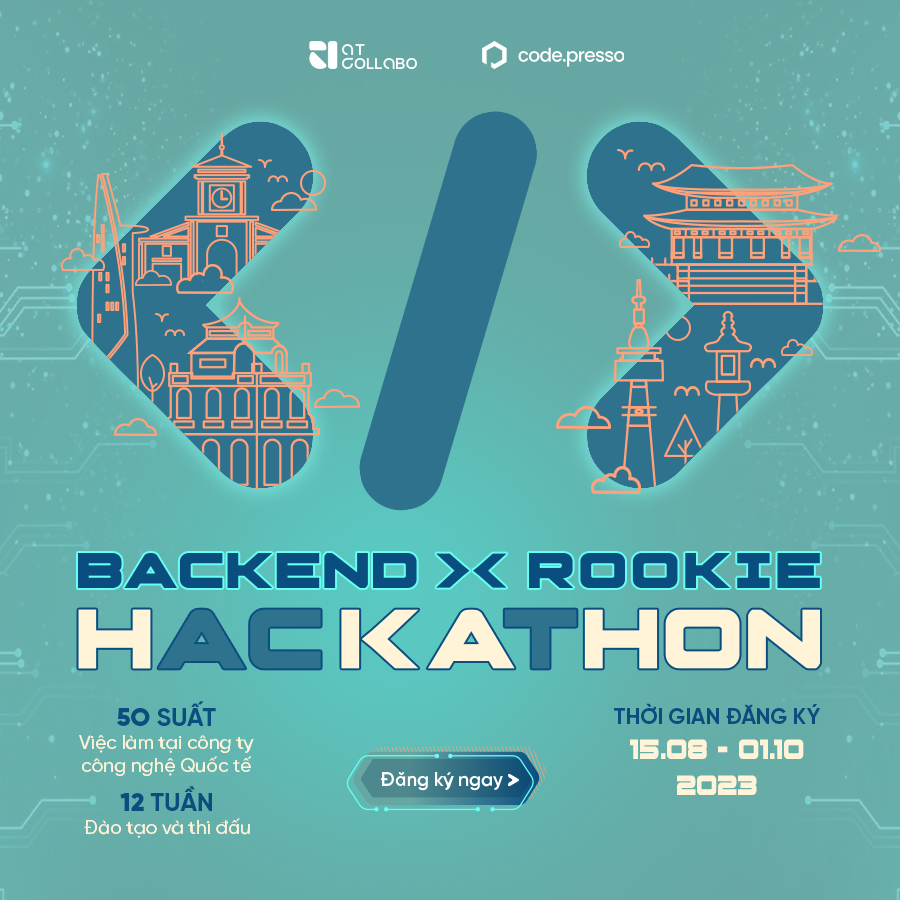 AT
COLLABO
code.presso
BACKEND X ROOKIE
HACKATHON
50 SUẤT
Việc làm tại công ty
công nghệ Quốc tế
12 TUẦN
Đào tạo và thi đấu
Đăng ký ngay >
THỜI GIAN ĐĂNG KÝ
15.08 - 01.10
2023